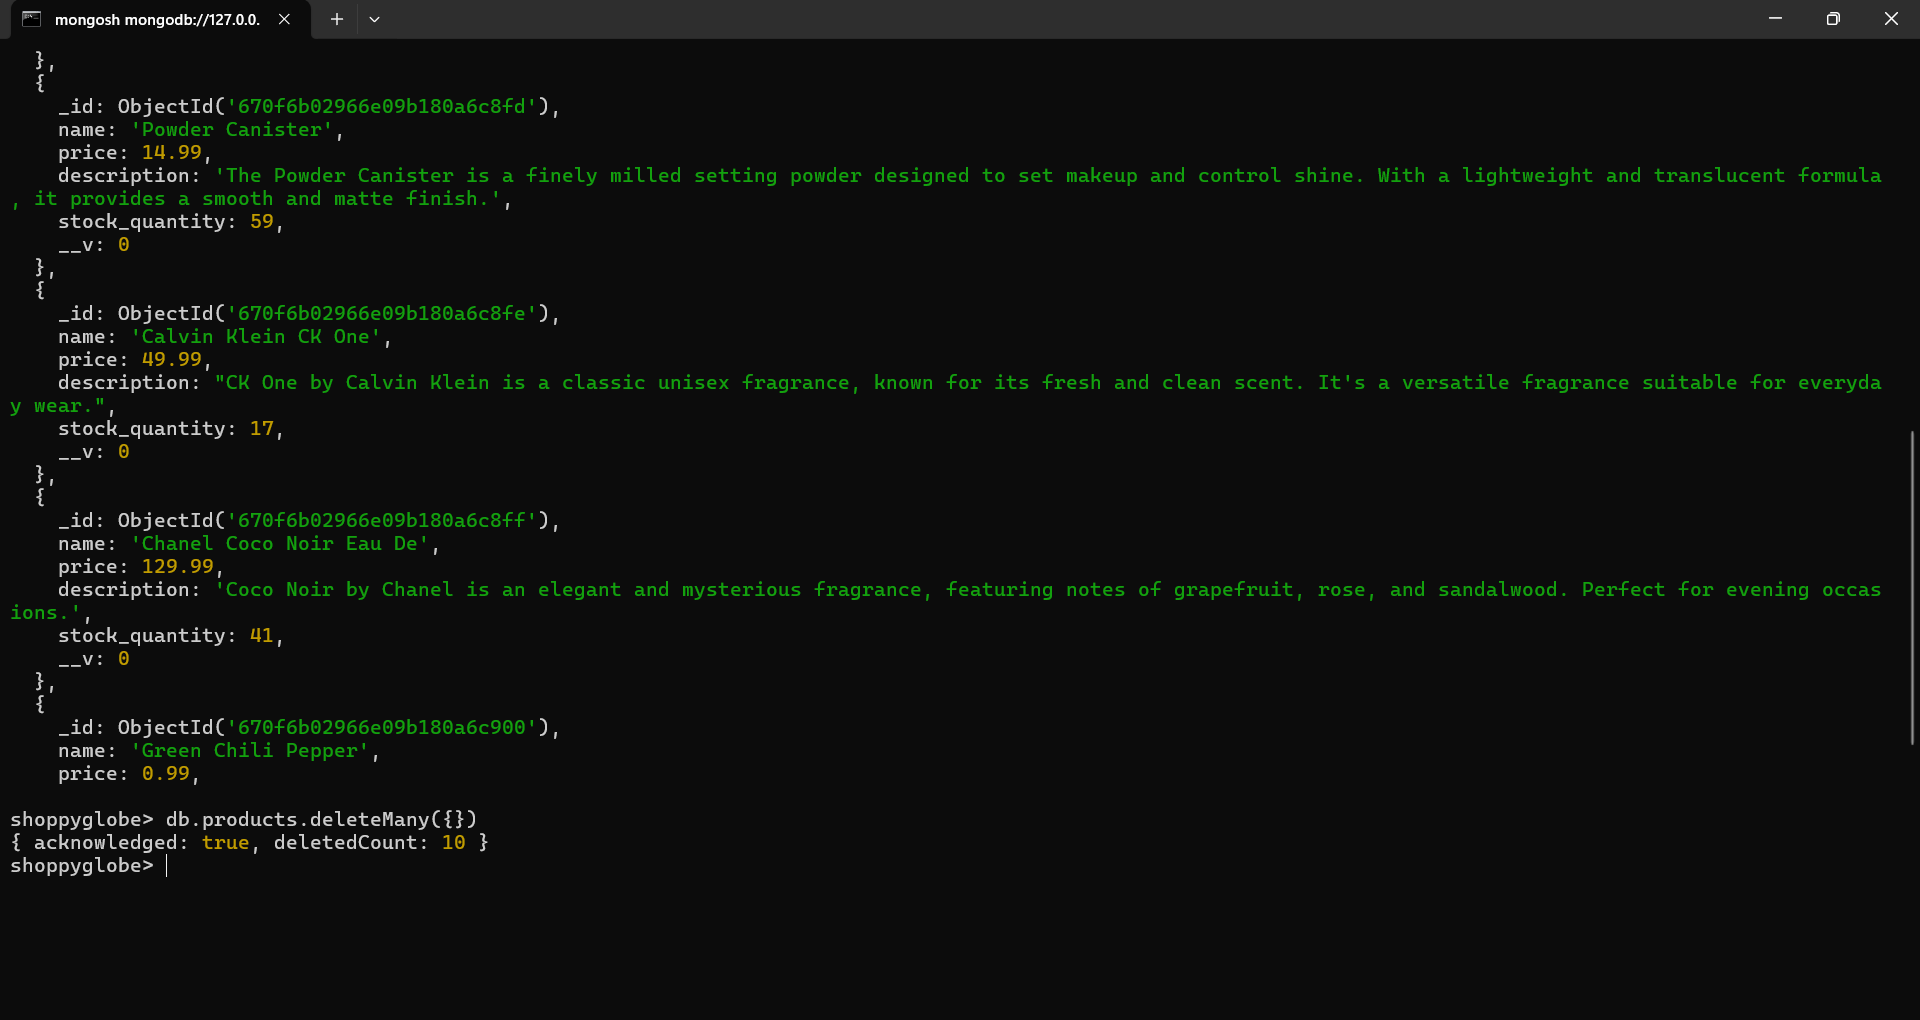 mongosh mongodb://127.0.0.
},
{
_id: ObjectId('670f6b02966e09b180a6c8fd'),
name: 'Powder Canister',
price: 14.99,
description: 'The Powder Canister is a finely milled setting powder designed to set makeup and control shine. With a lightweight and translucent formula
, it provides a smooth and matte finish.',
stock_quantity: 59,
__v: 0
},
{
_id: ObjectId('670f6b02966e09b180a6c8fe'),
name: 'Calvin Klein CK One',
price: 49.99,
description: "CK One by Calvin Klein is a classic unisex fragrance, known for its fresh and clean scent. It's a versatile fragrance suitable for everyda
y wear.",
stock_quantity: 17,
__v: 0
},
{
_id: ObjectId('670f6b02966e09b180a6c8ff'),
name: 'Chanel Coco Noir Eau De',
price: 129.99,
description: 'Coco Noir by Chanel is an elegant and mysterious fragrance, featuring notes of grapefruit, rose, and sandalwood. Perfect for evening occas
ions.',
stock_quantity: 41,
__v: 0
},
{
_id: ObjectId('670f6b02966e09b180a6c900'),
name: 'Green Chili Pepper',
price: 0.99,
shoppyglobe> db.products.deleteMany({})
{ acknowledged: true, deletedCount: 10 }
shoppyglobe>